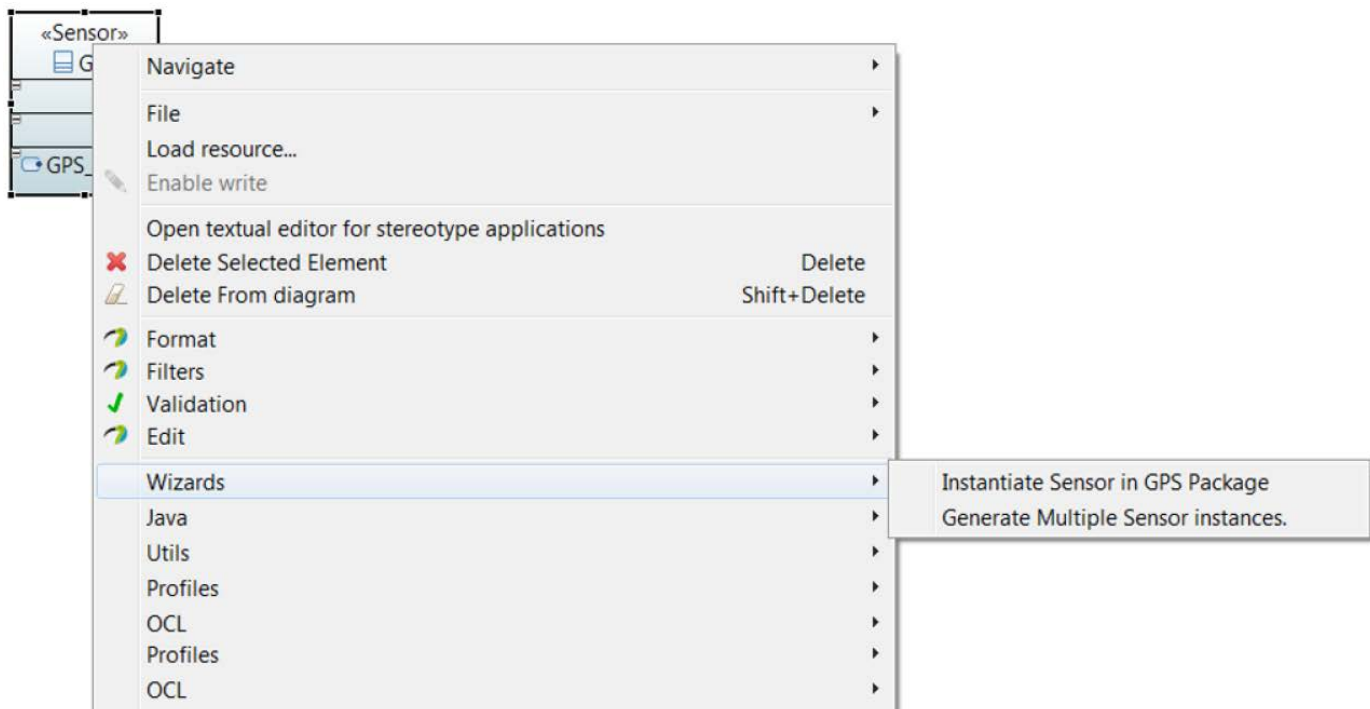 «Sensor»
G
GPS_
Navigate
File
Load resource...
Enable write
Open textual editor for stereotype applications
Delete Selected Element Delete
Delete From diagram Shift+Delete
Format
Filters
Validation
Edit
Wizards
Instantiate Sensor in GPS Package
Generate Multiple Sensor instances.
Java
Utils
Profiles
OCL
Profiles
OCL